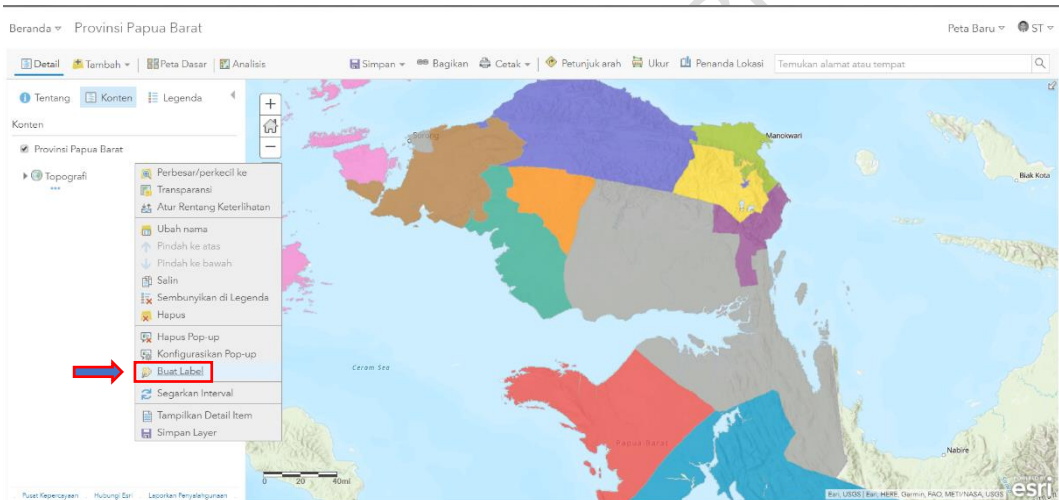 Beranda Provinsi Papua Barat Peta Baru ST
Detail Tambah Peta Dasar Analisis Simpan Bagikan Cetak Petunjuk arah Ukur Penanda Lokasi Temukan alamat atau tempat
Tentang Konten Legenda
Konten
Provinsi Papua Barat
Topografi
Perbesar/perkecil ke
Transparansi
Atur Rentang Keterlihatan
Ubah nama
Pindah ke atas
Pindah ke bawah
Salin
Sembunyikan di Legenda
Hapus
Hapus Pop-up
Konfigurasikan Pop-up
Buat Label
Segarkan Interval
Tampilkan Detail Item
Simpan Layer
+
−
Sorong
Manokwari
Biak Kota
Ceram Sea
Papua Barat
Nabire
0 20 40mi
Pusat Kepercayaan Hubungi Esri Laporkan Penyalahgunaan
Esri, USGS | Esri, HERE, Garmin, FAO, METI/NASA, USGS
esri